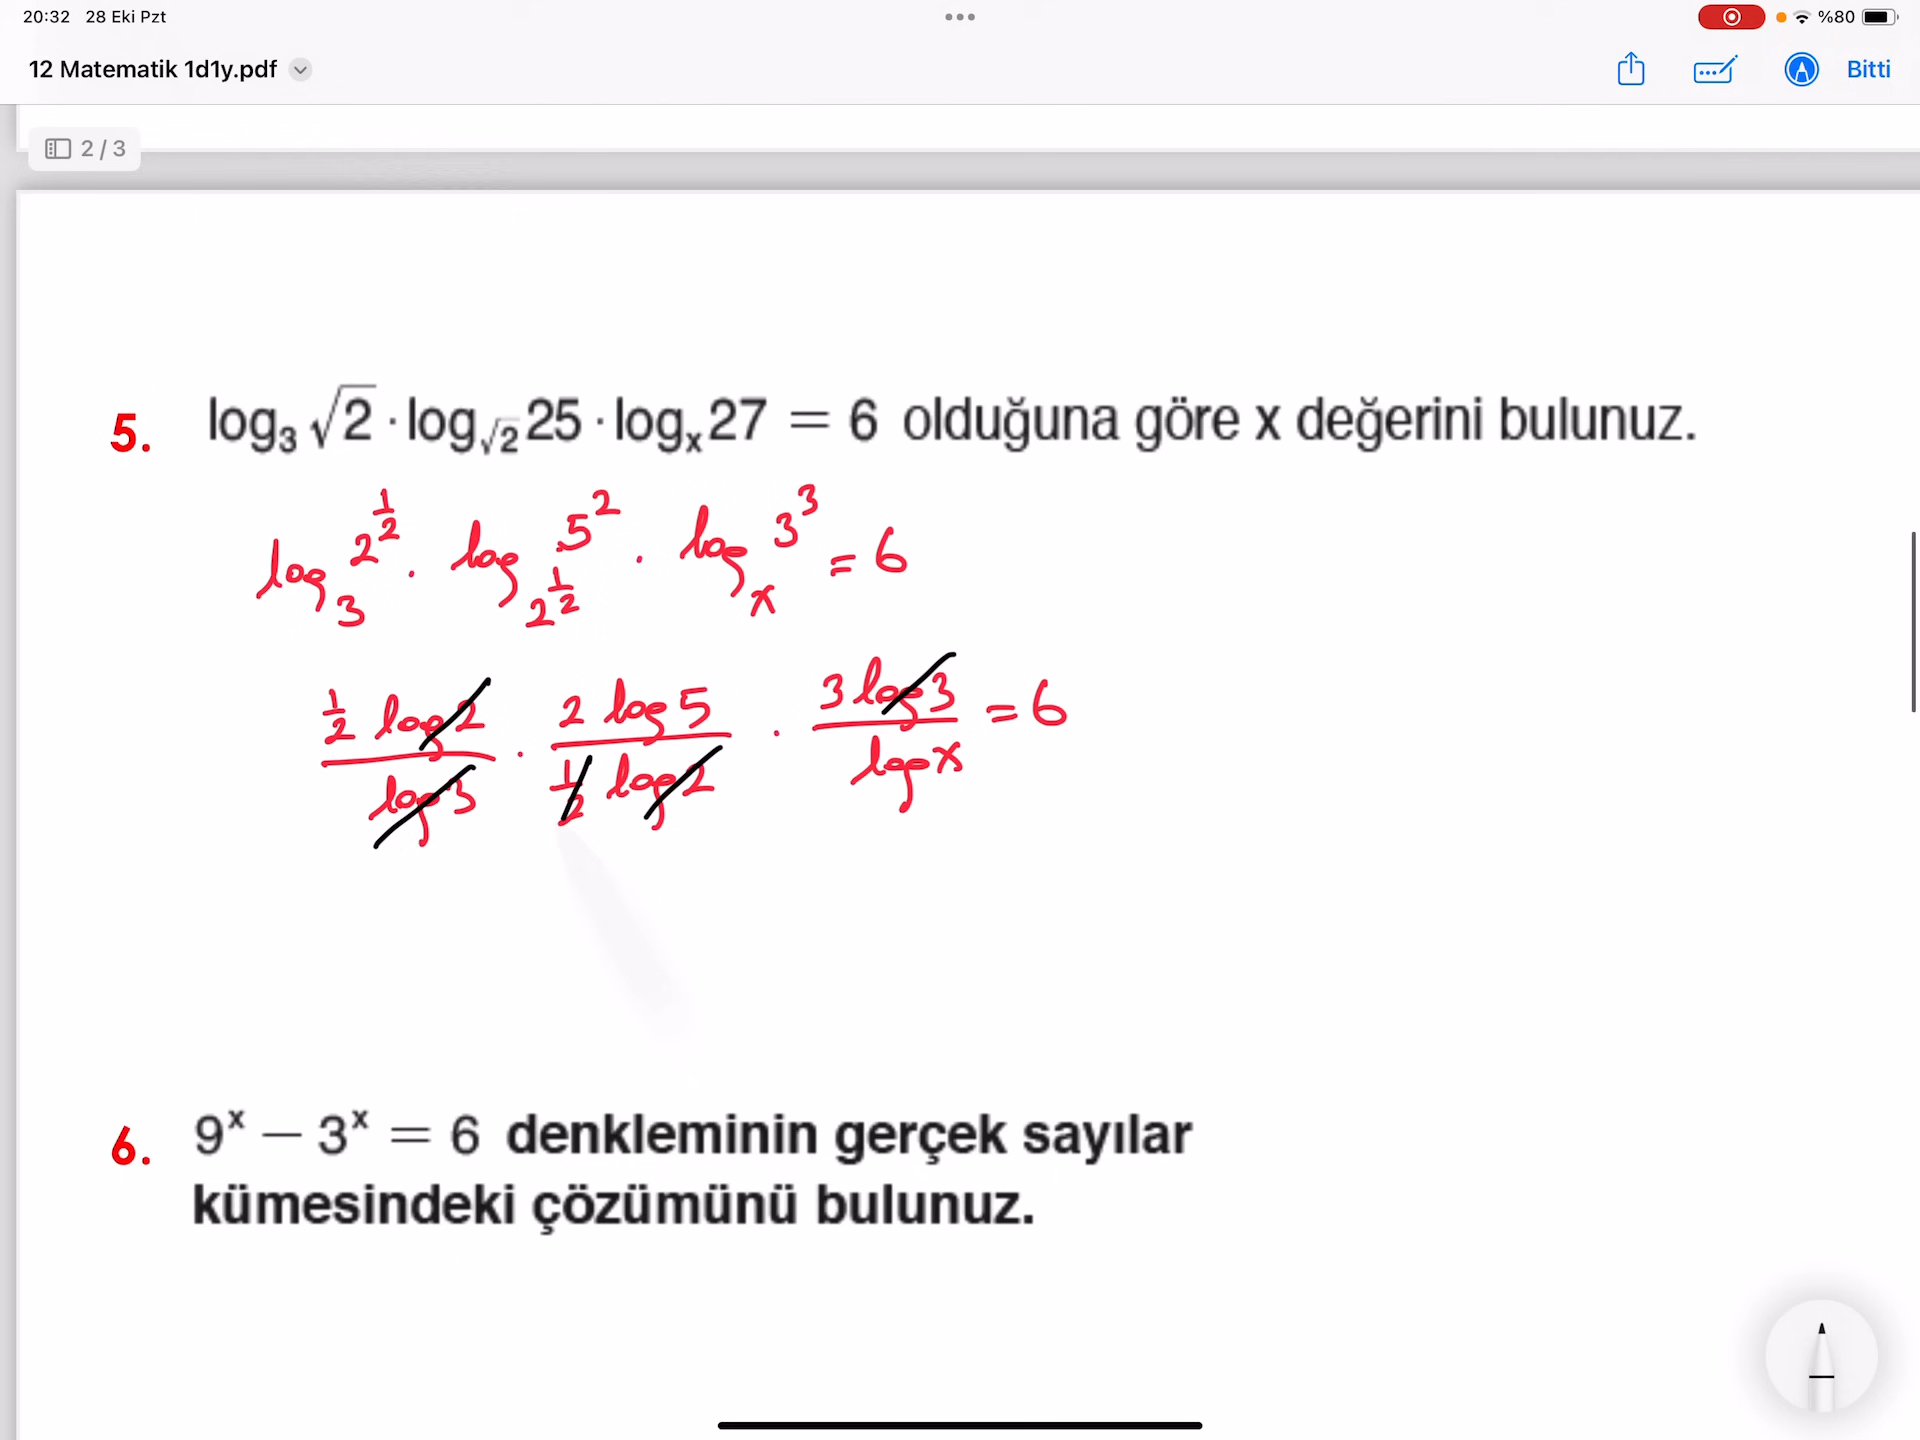 20:32 28 Eki Pzt
%80
12 Matematik 1d1y.pdf
Bitti
2 / 3
5. log₃ √2 · log_√2 25 · logₓ 27 = 6 olduğuna göre x değerini bulunuz.
log₃ 2^(1/2) . log_(2^(1/2)) 5² . logₓ 3³ = 6
(1/2 log2)/(log3) . (2 log5)/(1/2 log2) . (3 log3)/(logx) = 6
6. 9ˣ − 3ˣ = 6 denkleminin gerçek sayılar
kümesindeki çözümünü bulunuz.